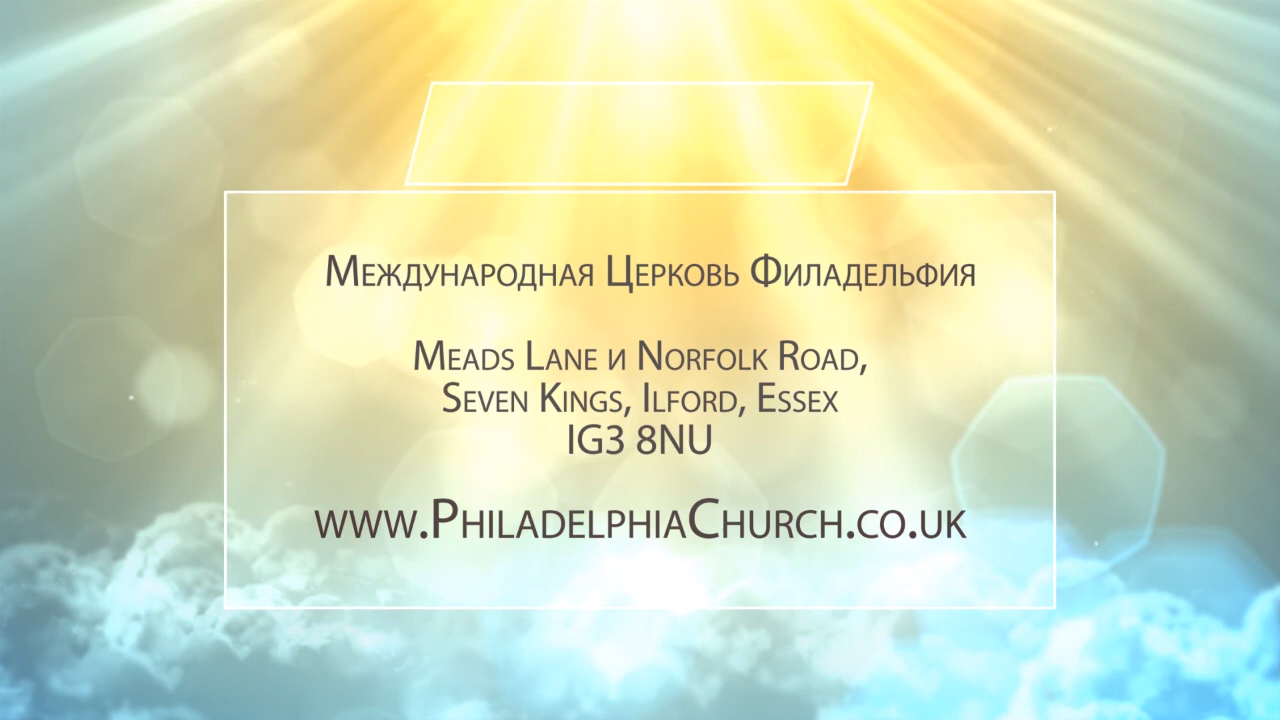 Международная Церковь Филадельфия
Meads Lane и Norfolk Road,
Seven Kings, Ilford, Essex
IG3 8NU
www.PhiladelphiaChurch.co.uk